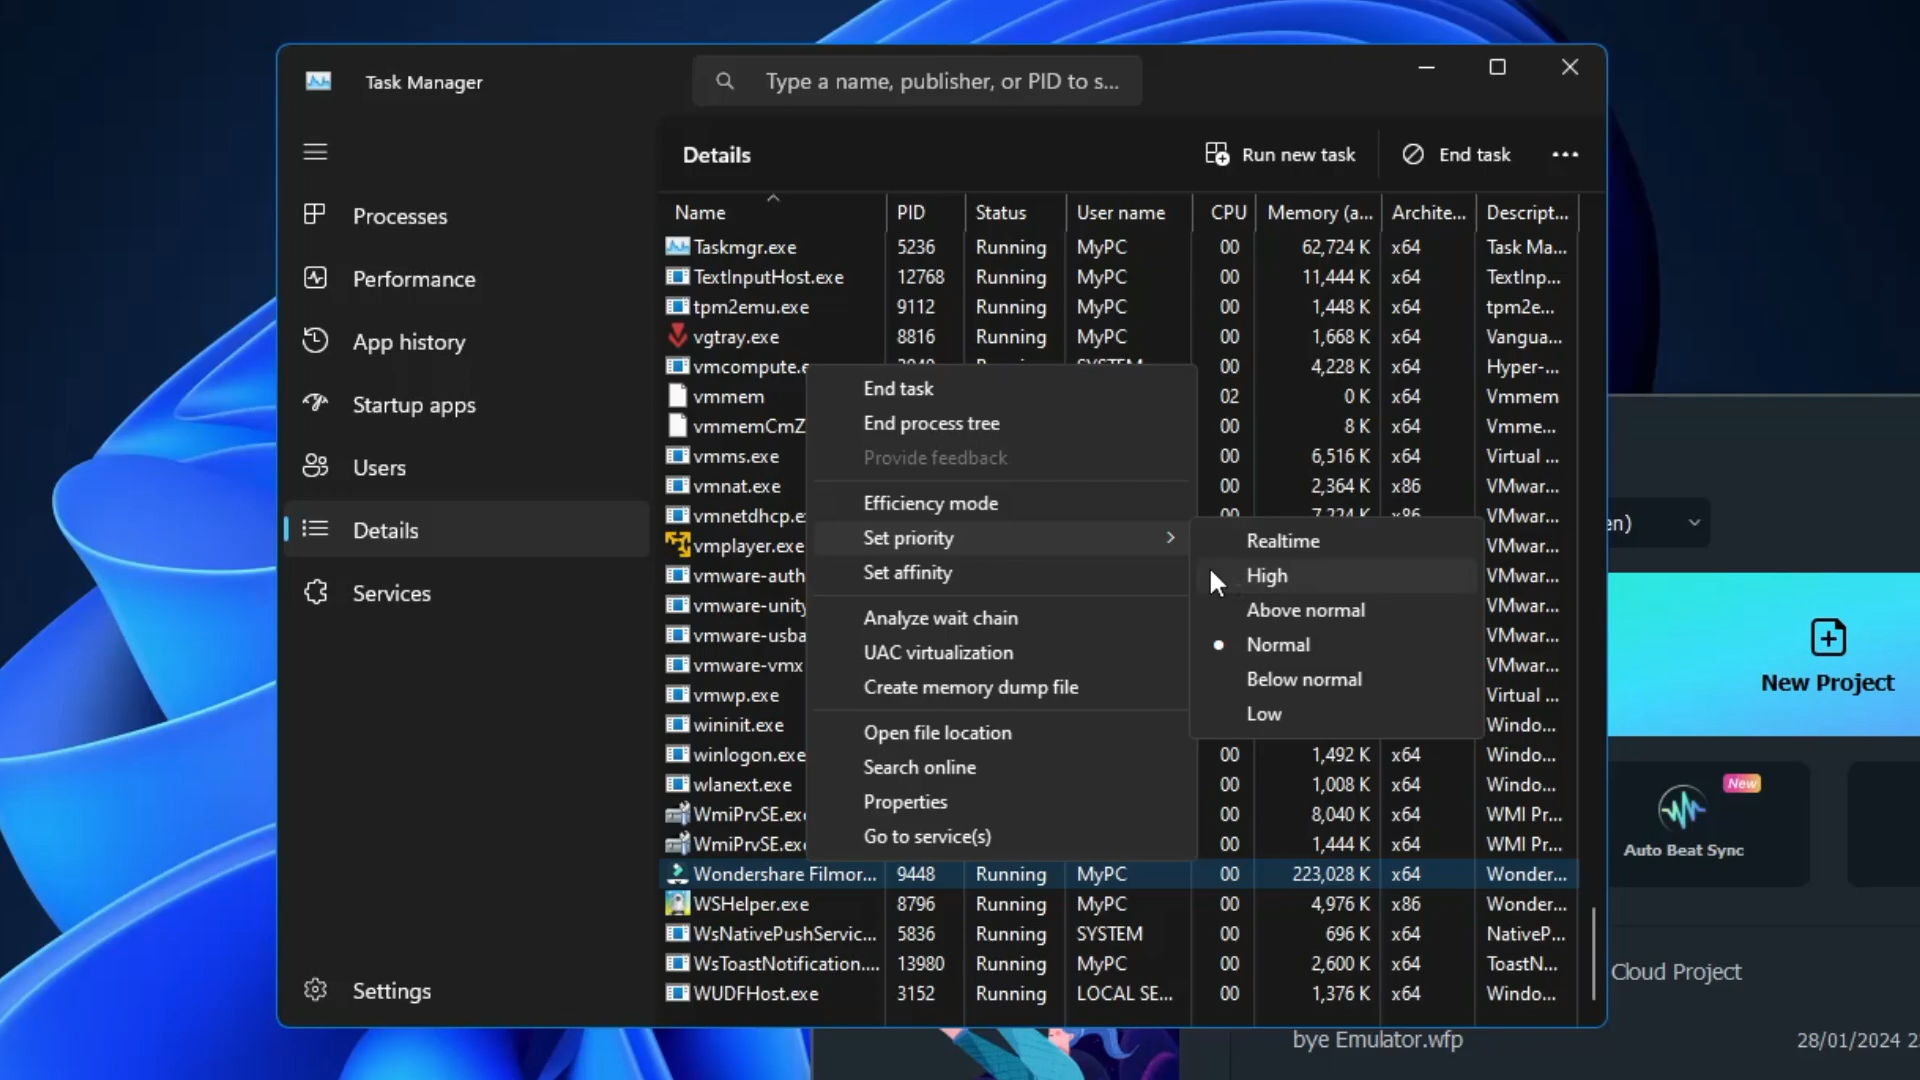 Task Manager
Type a name, publisher, or PID to s...
Details
Run new task
End task
Processes
Performance
App history
Startup apps
Users
Details
Services
Settings
Name PID Status User name CPU Memory (a... Archite... Descript...
Taskmgr.exe 5236 Running MyPC 00 62,724 K x64 Task Ma...
TextInputHost.exe 12768 Running MyPC 00 11,444 K x64 TextInp...
tpm2emu.exe 9112 Running MyPC 00 1,448 K x64 tpm2e...
vgtray.exe 8816 Running MyPC 00 1,668 K x64 Vangua...
vmcompute.e 00 4,228 K x64 Hyper-...
vmmem 02 0 K x64 Vmmem
vmmemCmZ 00 8 K x64 Vmme...
vmms.exe 00 6,516 K x64 Virtual ...
vmnat.exe 00 2,364 K x86 VMwar...
vmnetdhcp.e VMwar...
vmplayer.exe VMwar...
vmware-auth VMwar...
vmware-unity VMwar...
vmware-usba VMwar...
vmware-vmx VMwar...
vmwp.exe Virtual ...
wininit.exe Windo...
winlogon.exe 00 1,492 K x64 Windo...
wlanext.exe 00 1,008 K x64 Windo...
WmiPrvSE.ex 00 8,040 K x64 WMI Pr...
WmiPrvSE.ex 00 1,444 K x64 WMI Pr...
Wondershare Filmor... 9448 Running MyPC 00 223,028 K x64 Wonder...
WSHelper.exe 8796 Running MyPC 00 4,976 K x86 Wonder...
WsNativePushServic... 5836 Running SYSTEM 00 696 K x64 NativeP...
WsToastNotification.... 13980 Running MyPC 00 2,600 K x64 ToastN...
WUDFHost.exe 3152 Running LOCAL SE... 00 1,376 K x64 Windo...
End task
End process tree
Provide feedback
Efficiency mode
Set priority
Set affinity
Analyze wait chain
UAC virtualization
Create memory dump file
Open file location
Search online
Properties
Go to service(s)
Realtime
High
Above normal
Normal
Below normal
Low
en)
New Project
New
Auto Beat Sync
Cloud Project
bye Emulator.wfp
28/01/2024 2